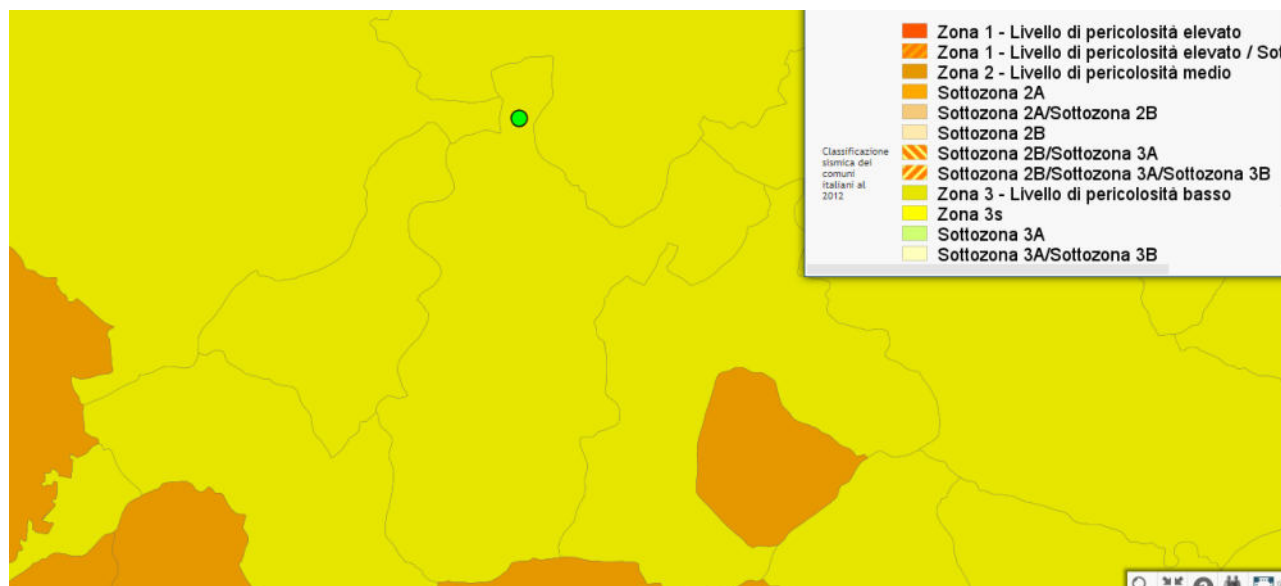 Zona 1 - Livello di pericolosità elevato
Zona 1 - Livello di pericolosità elevato / Sot
Zona 2 - Livello di pericolosità medio
Sottozona 2A
Sottozona 2A/Sottozona 2B
Sottozona 2B
Sottozona 2B/Sottozona 3A
Sottozona 2B/Sottozona 3A/Sottozona 3B
Zona 3 - Livello di pericolosità basso
Zona 3s
Sottozona 3A
Sottozona 3A/Sottozona 3B
Classificazione
sismica dei
comuni
italiani al
2012